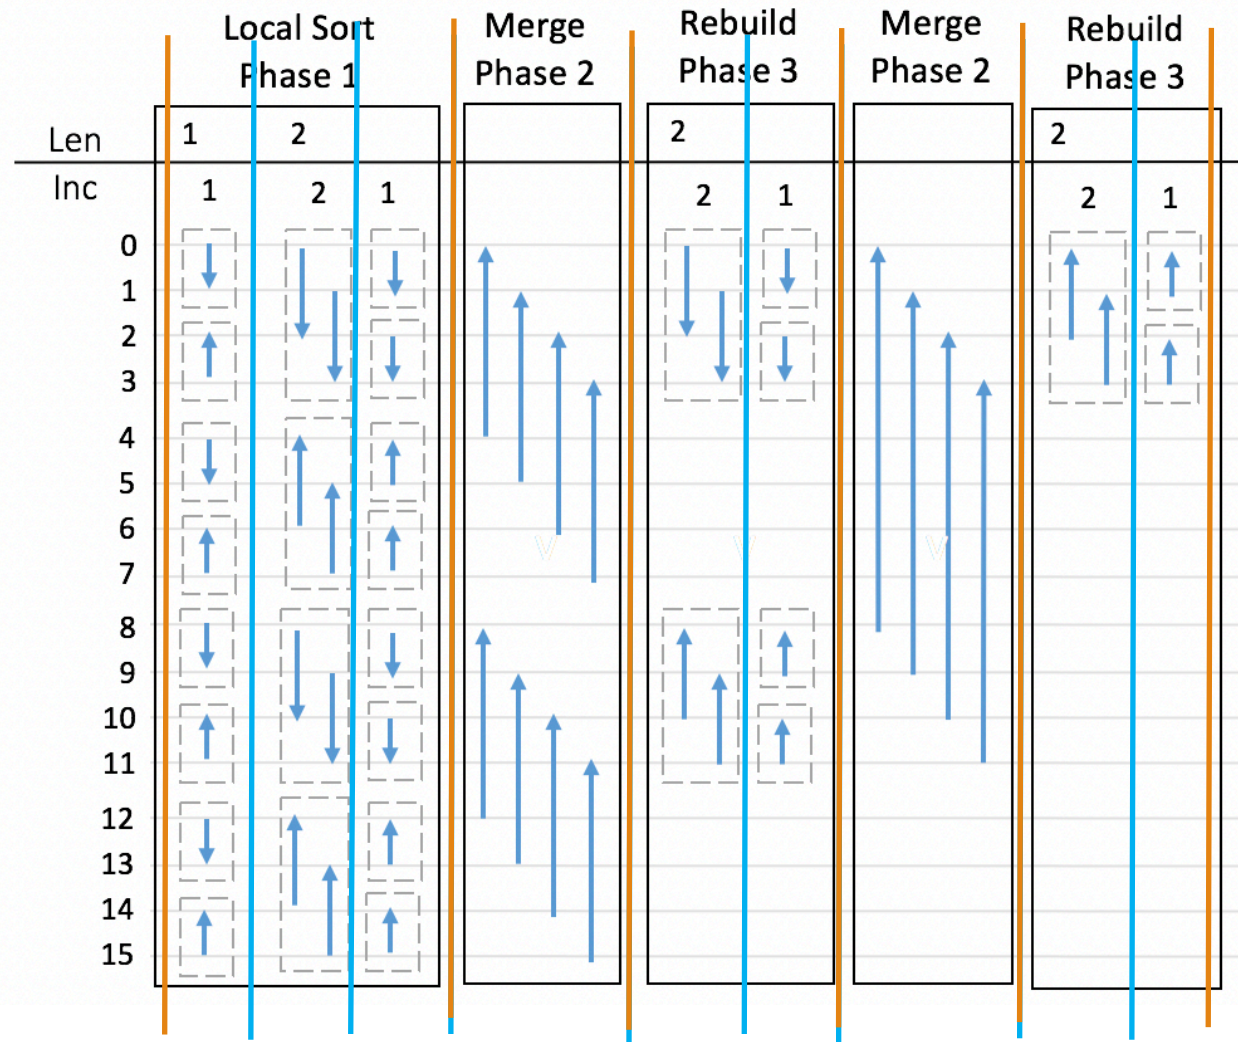 Local Sort
Phase 1
Merge
Phase 2
Rebuild
Phase 3
Merge
Phase 2
Rebuild
Phase 3
Len 1 2 2 2
Inc 1 2 1 2 1 2 1
0
1
2
3
4
5
6
7
8
9
10
11
12
13
14
15